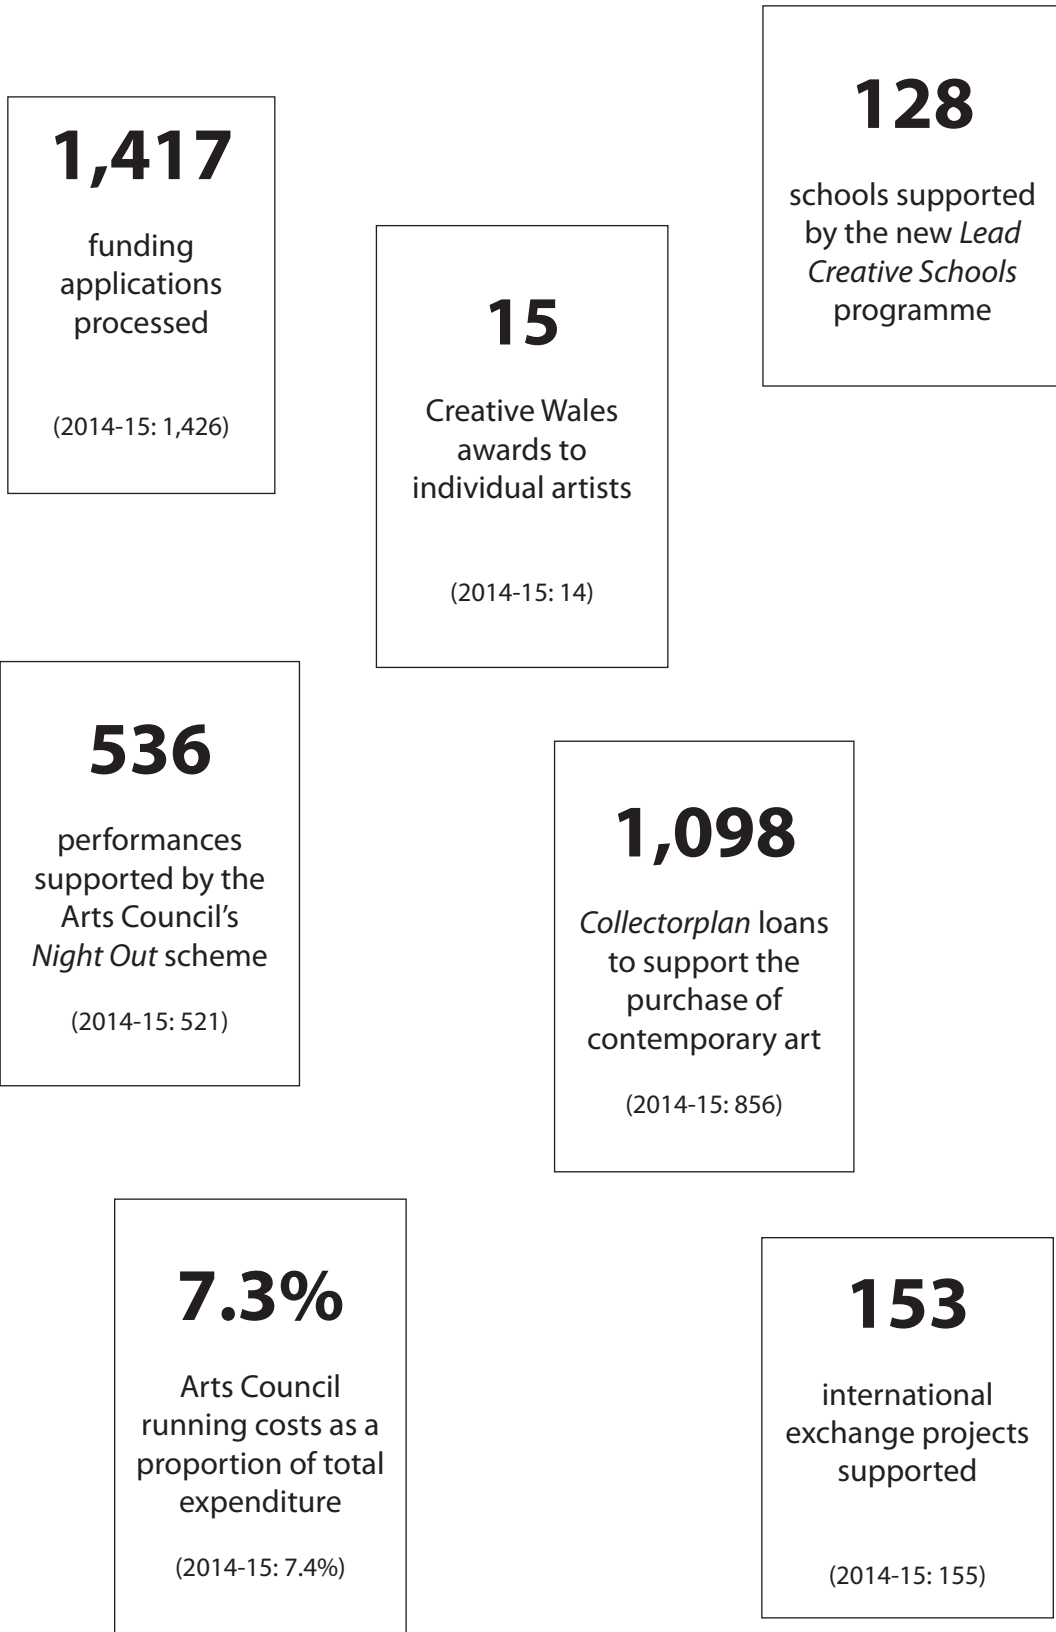 1,417
funding
applications
processed
(2014-15: 1,426)
128
schools supported
by the new Lead
Creative Schools
programme
15
Creative Wales
awards to
individual artists
(2014-15: 14)
536
performances
supported by the
Arts Council’s
Night Out scheme
(2014-15: 521)
1,098
Collectorplan loans
to support the
purchase of
contemporary art
(2014-15: 856)
7.3%
Arts Council
running costs as a
proportion of total
expenditure
(2014-15: 7.4%)
153
international
exchange projects
supported
(2014-15: 155)